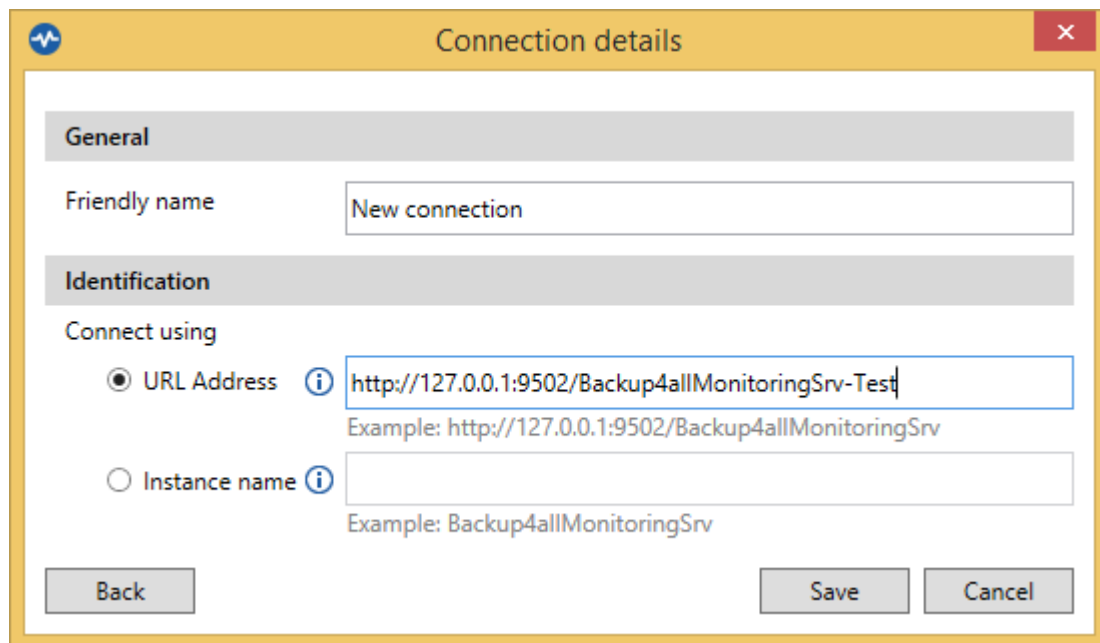 Connection details
General
Friendly name
New connection
Identification
Connect using
URL Address
http://127.0.0.1:9502/Backup4allMonitoringSrv-Test
Example: http://127.0.0.1:9502/Backup4allMonitoringSrv
Instance name
Example: Backup4allMonitoringSrv
Back Save Cancel